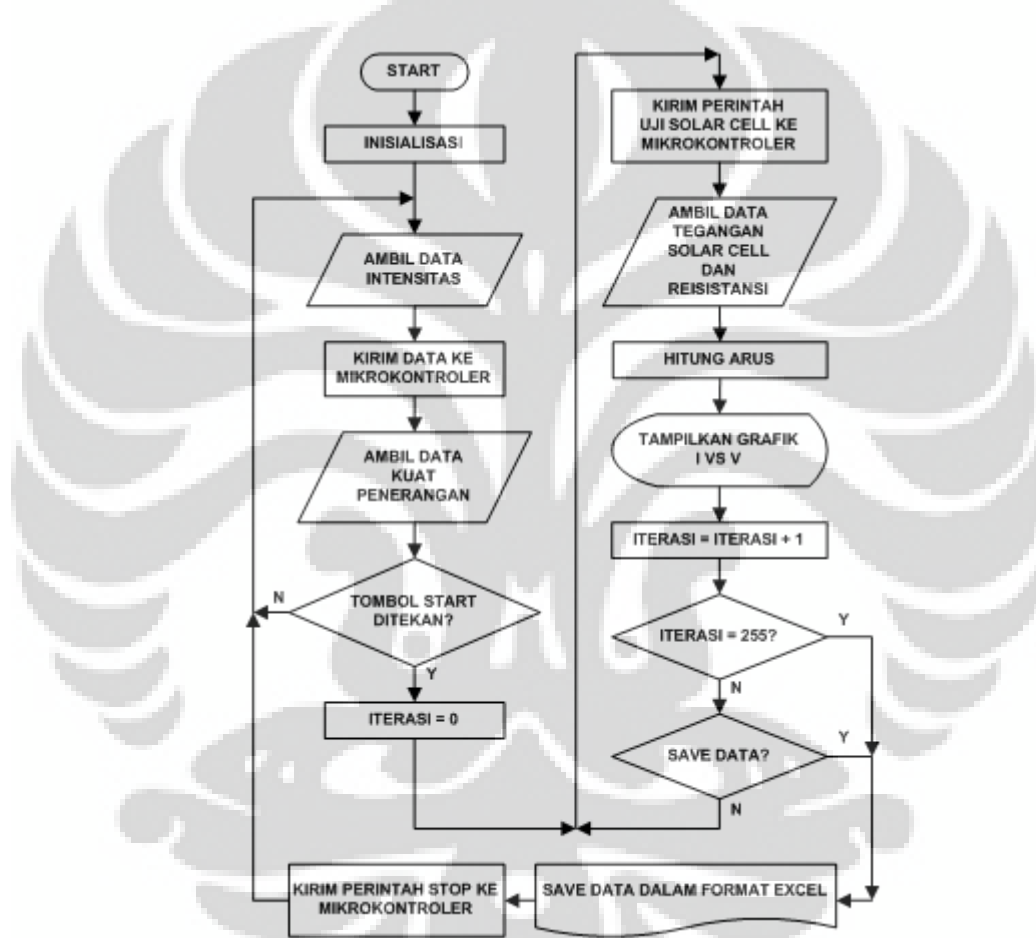 START
INISIALISASI
AMBIL DATA
INTENSITAS
KIRIM DATA KE
MIKROKONTROLER
AMBIL DATA
KUAT
PENERANGAN
TOMBOL START
DITEKAN?
N
Y
ITERASI = 0
KIRIM PERINTAH
UJI SOLAR CELL KE
MIKROKONTROLER
AMBIL DATA
TEGANGAN
SOLAR CELL
DAN
REISISTANSI
HITUNG ARUS
TAMPILKAN GRAFIK
I VS V
ITERASI = ITERASI + 1
ITERASI = 255?
Y
N
SAVE DATA?
Y
N
SAVE DATA DALAM FORMAT EXCEL
KIRIM PERINTAH STOP KE
MIKROKONTROLER